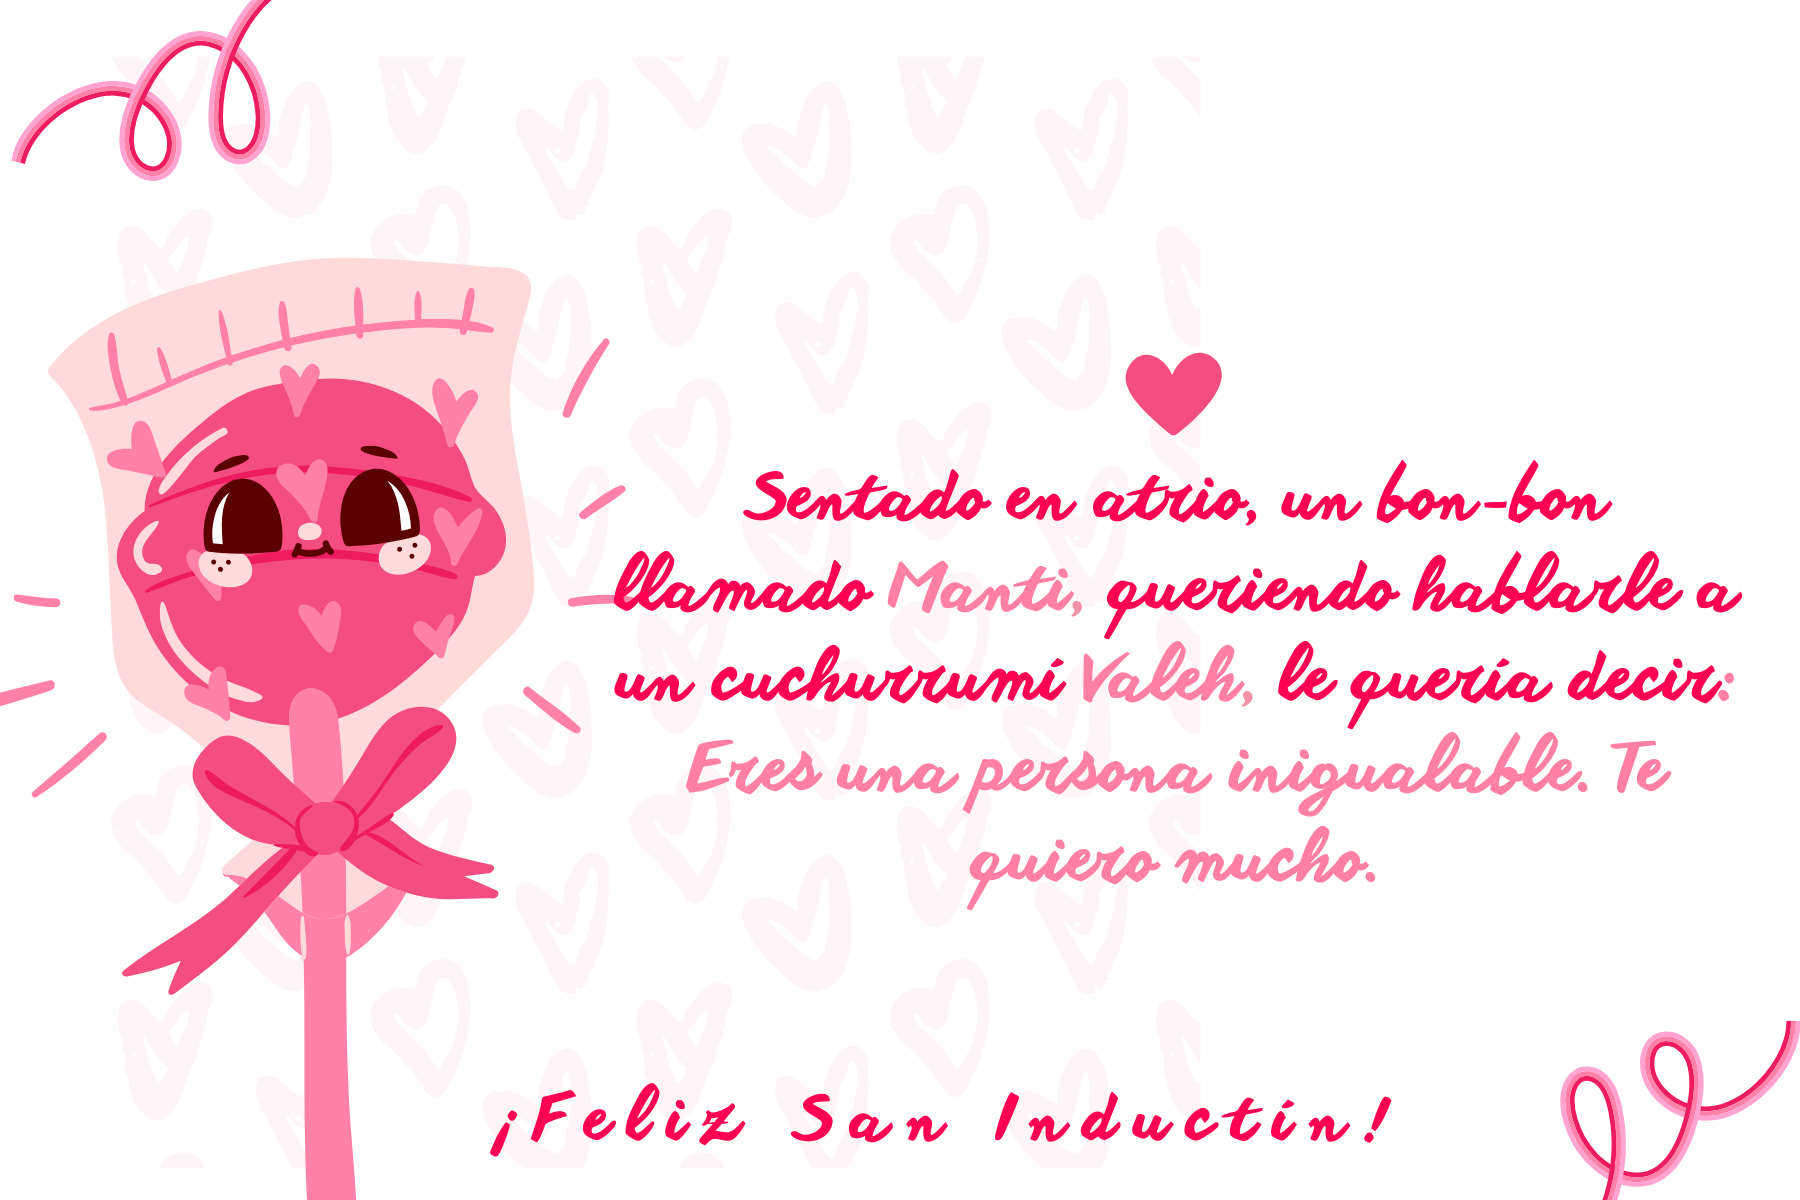 Sentado en atrio, un bon-bon
llamado Manti, queriendo hablarle a
un cuchurrumí Valeh, le quería decir:
Eres una persona inigualable. Te
quiero mucho.
¡Feliz San Inductín!